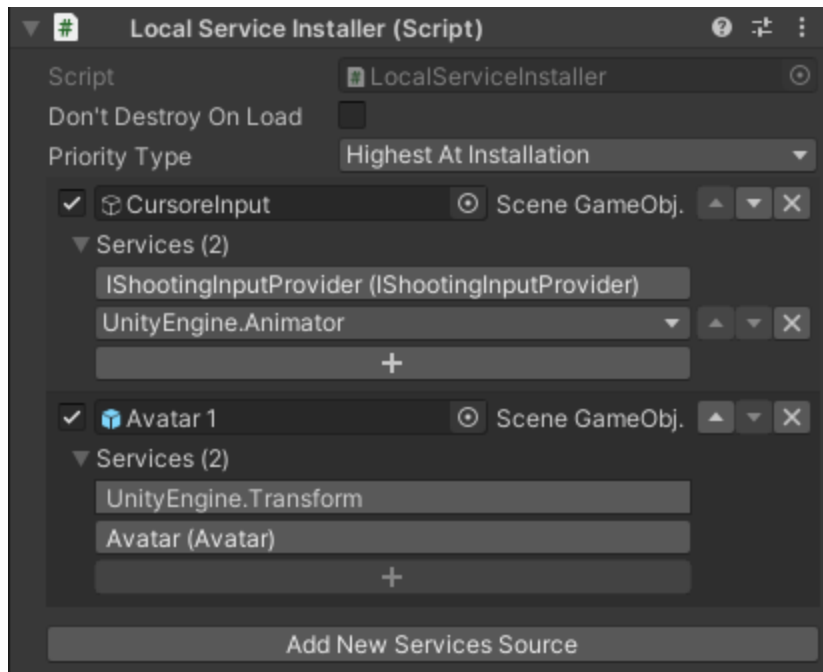 Local Service Installer (Script)
Script LocalServiceInstaller
Don't Destroy On Load
Priority Type Highest At Installation
CursoreInput Scene GameObj.
Services (2)
IShootingInputProvider (IShootingInputProvider)
UnityEngine.Animator
+
Avatar 1 Scene GameObj.
Services (2)
UnityEngine.Transform
Avatar (Avatar)
+
Add New Services Source